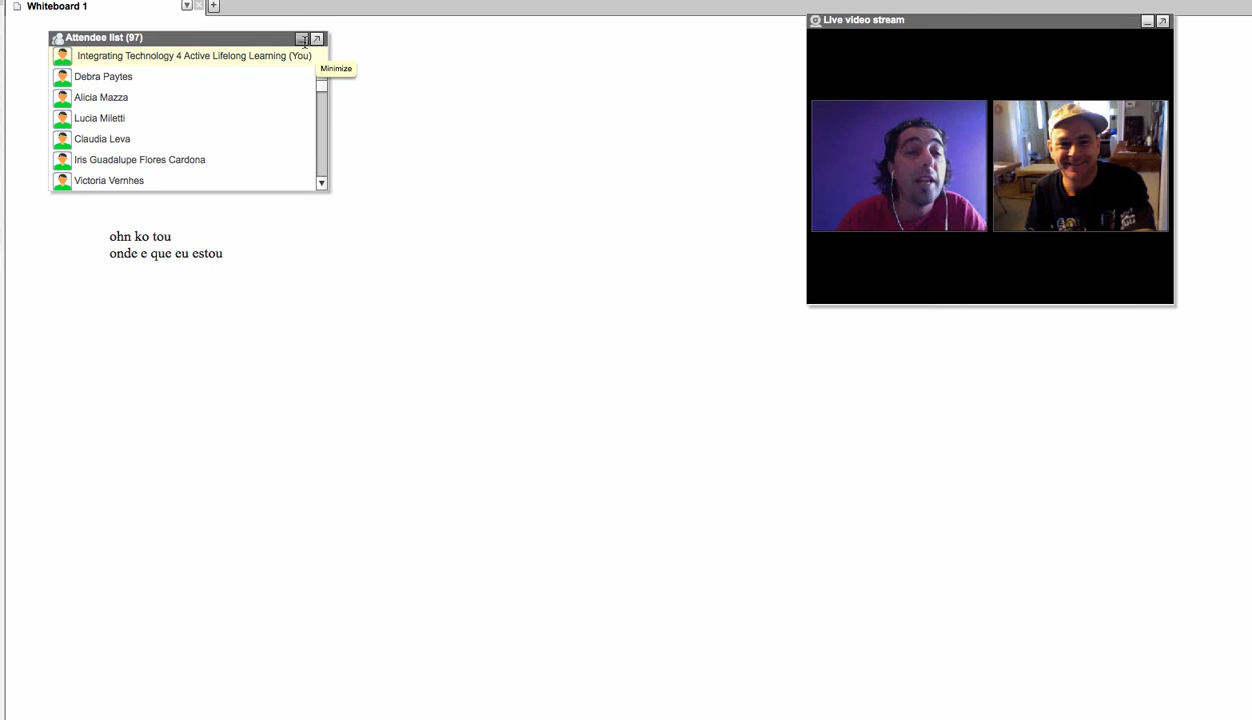 Whiteboard 1
Attendee list (97)
Integrating Technology 4 Active Lifelong Learning (You)
Minimize
Debra Paytes
Alicia Mazza
Lucia Miletti
Claudia Leva
Iris Guadalupe Flores Cardona
Victoria Vernhes
ohn ko tou
onde e que eu estou
Live video stream